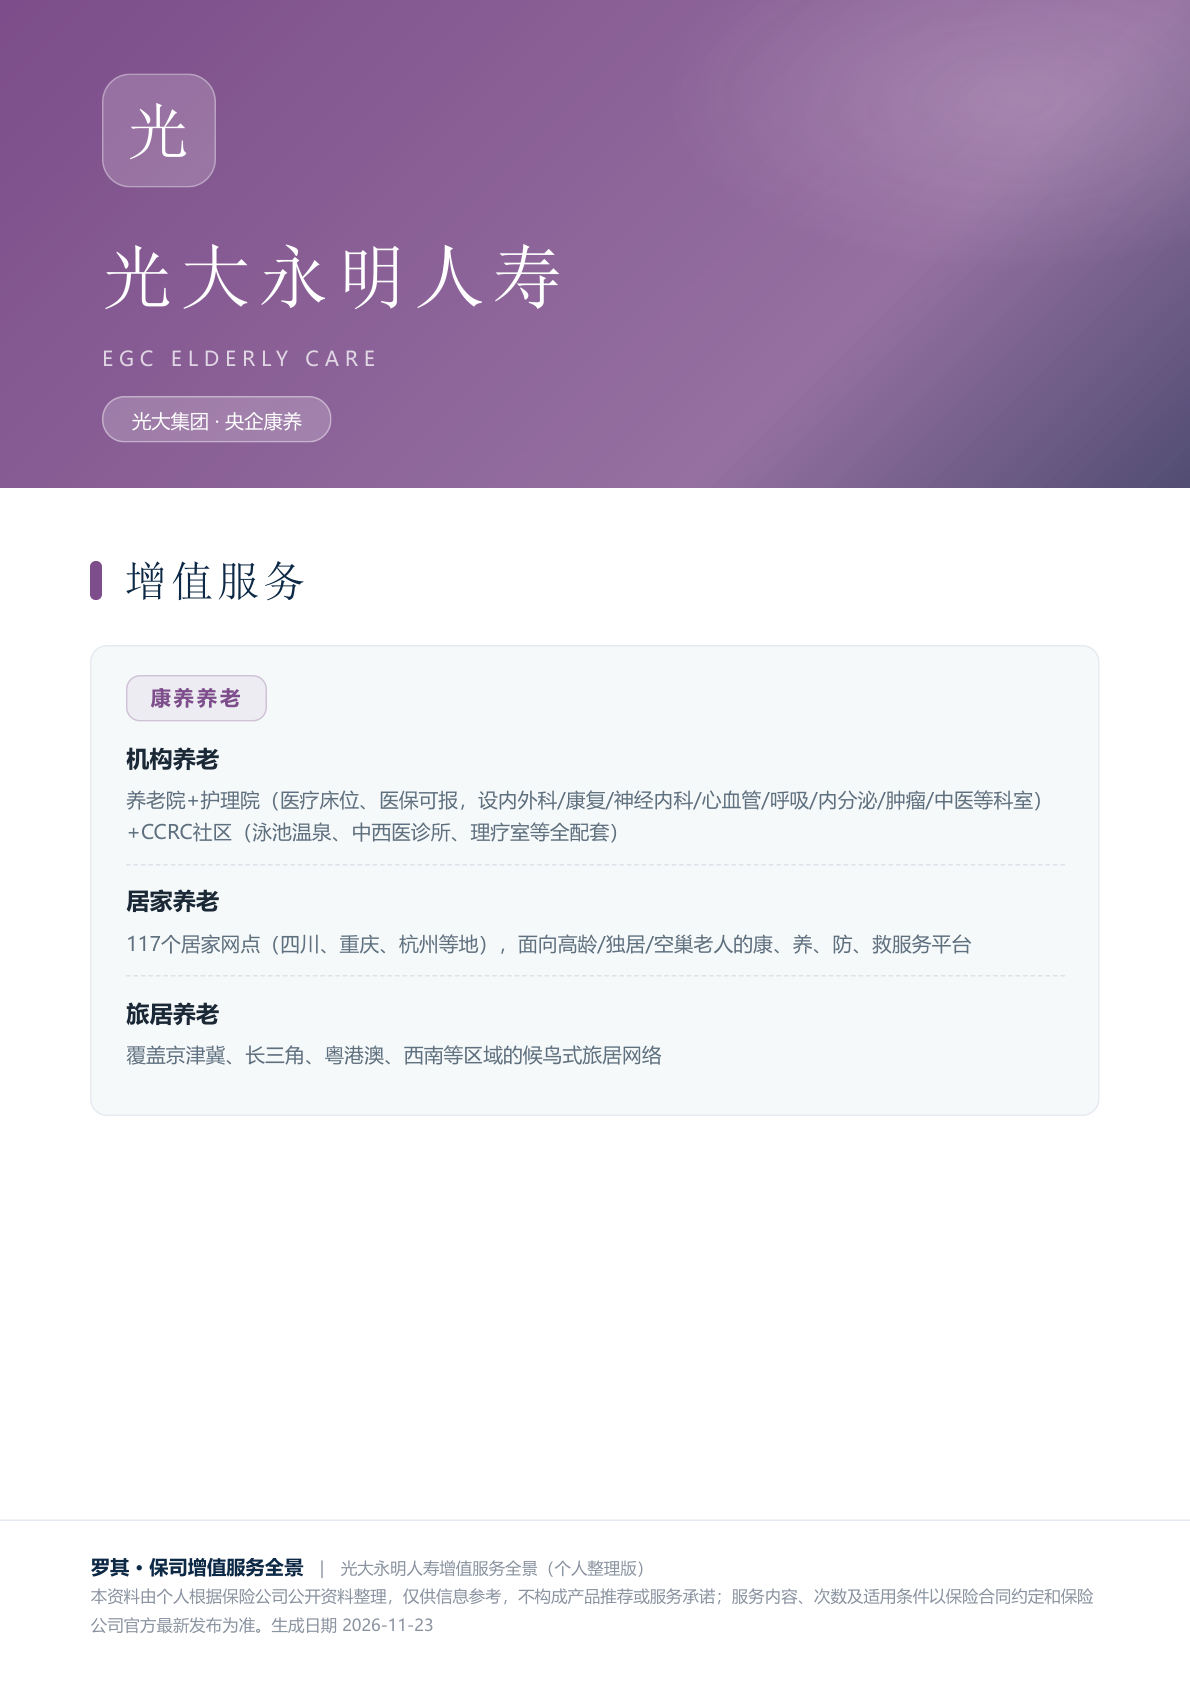 光
光大永明人寿
EGC ELDERLY CARE
光大集团 · 央企康养
增值服务
康养养老
机构养老
养老院+护理院（医疗床位、医保可报，设内外科/康复/神经内科/心血管/呼吸/内分泌/肿瘤/中医等科室）
+CCRC社区（泳池温泉、中西医诊所、理疗室等全配套）
居家养老
117个居家网点（四川、重庆、杭州等地），面向高龄/独居/空巢老人的康、养、防、救服务平台
旅居养老
覆盖京津冀、长三角、粤港澳、西南等区域的候鸟式旅居网络
罗其 • 保司增值服务全景 | 光大永明人寿增值服务全景（个人整理版）
本资料由个人根据保险公司公开资料整理，仅供信息参考，不构成产品推荐或服务承诺；服务内容、次数及适用条件以保险合同约定和保险
公司官方最新发布为准。生成日期 2026-11-23